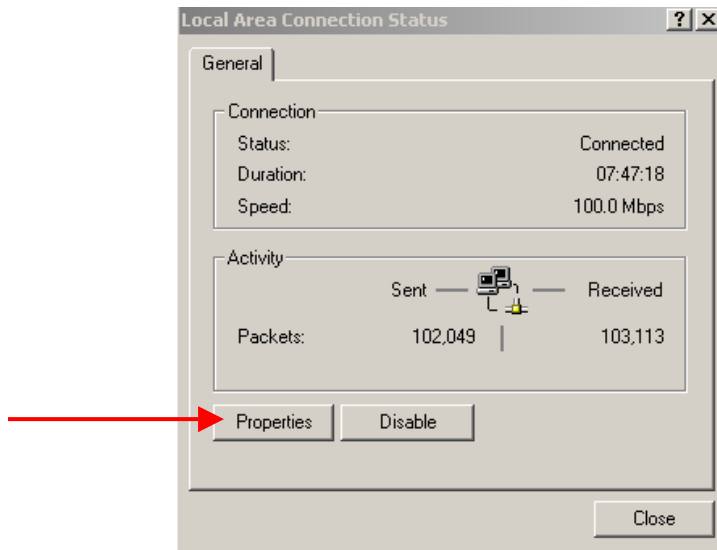 Local Area Connection Status ? X
General
Connection
Status: Connected
Duration: 07:47:18
Speed: 100.0 Mbps
Activity
Sent Received
Packets: 102,049 103,113
Properties Disable
Close